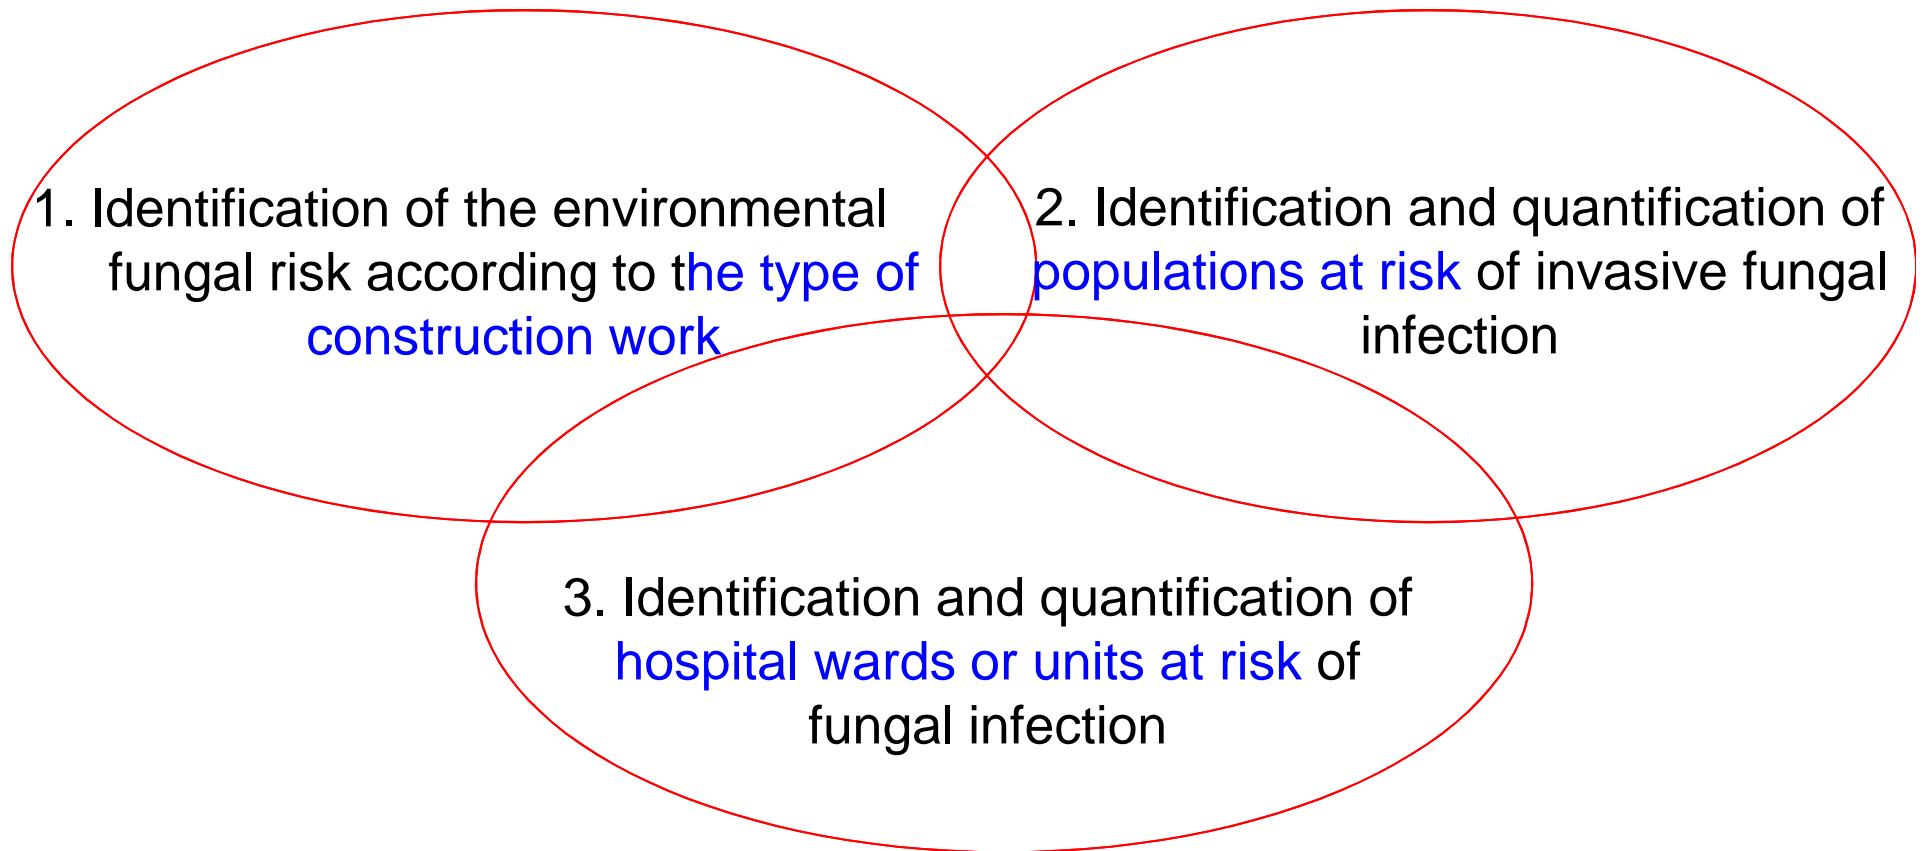 1. Identification of the environmental
fungal risk according to the type of
construction work
2. Identification and quantification of
populations at risk of invasive fungal
infection
3. Identification and quantification of
hospital wards or units at risk of
fungal infection